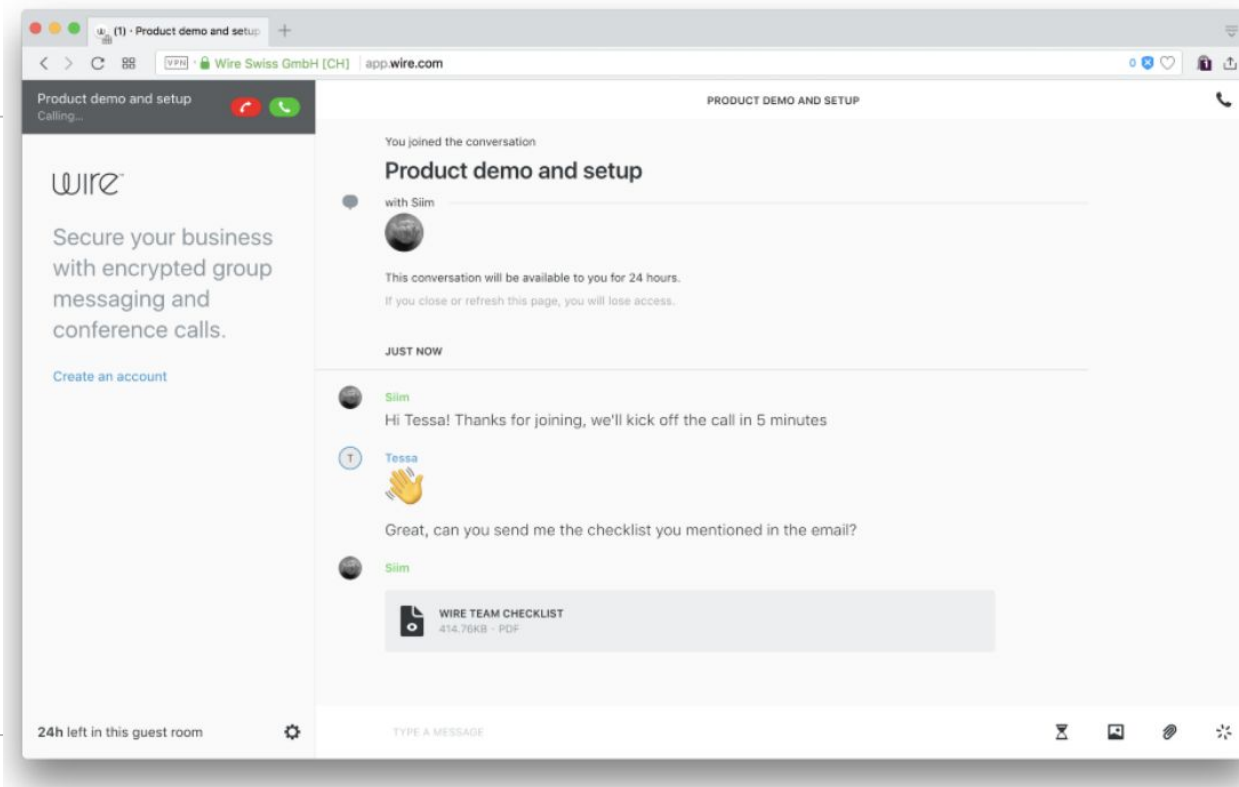 (1) · Product demo and setup
VPN Wire Swiss GmbH [CH] app.wire.com 0 1
Product demo and setup
Calling...
wire™
Secure your business
with encrypted group
messaging and
conference calls.
Create an account
24h left in this guest room
PRODUCT DEMO AND SETUP
You joined the conversation
Product demo and setup
with Siim
This conversation will be available to you for 24 hours.
If you close or refresh this page, you will lose access.
JUST NOW
Siim
Hi Tessa! Thanks for joining, we'll kick off the call in 5 minutes
T Tessa
👋
Great, can you send me the checklist you mentioned in the email?
Siim
WIRE TEAM CHECKLIST
414.76KB · PDF
TYPE A MESSAGE